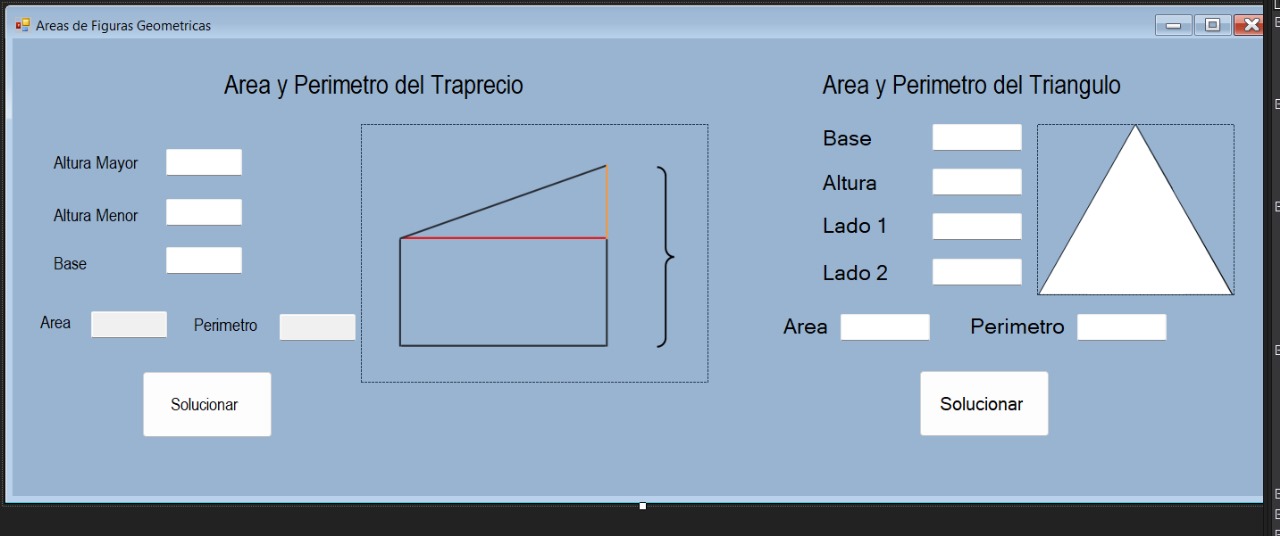 Areas de Figuras Geometricas
Area y Perimetro del Traprecio
Altura Mayor
Altura Menor
Base
Area
Perimetro
Solucionar
Area y Perimetro del Triangulo
Base
Altura
Lado 1
Lado 2
Area
Perimetro
Solucionar